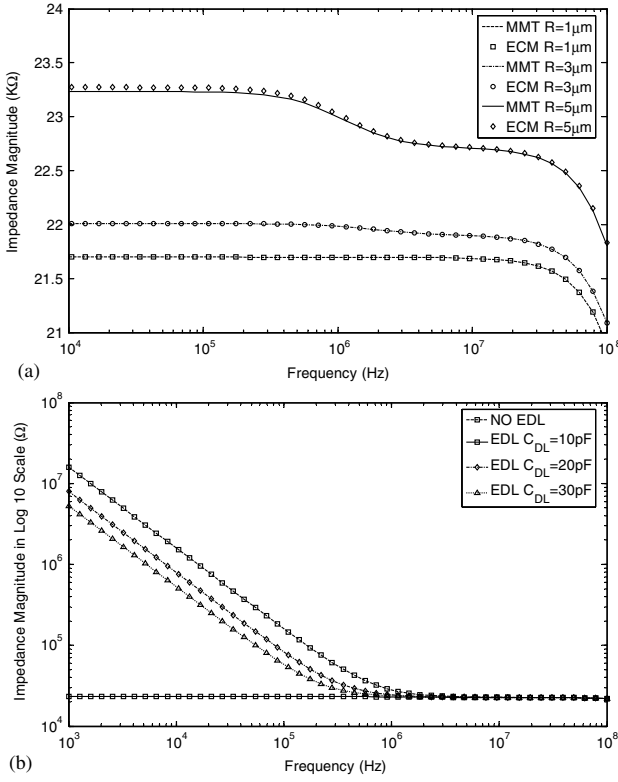 24
23.5
23
22.5
22
21.5
21
Impedance Magnitude (KΩ)
MMT R=1μm
ECM R=1μm
MMT R=3μm
ECM R=3μm
MMT R=5μm
ECM R=5μm
10^4 10^5 10^6 10^7 10^8
Frequency (Hz)
(a)
10^8
10^7
10^6
10^5
10^4
Impedance Magnitude in Log 10 Scale (Ω)
NO EDL
EDL C_DL=10pF
EDL C_DL=20pF
EDL C_DL=30pF
10^3 10^4 10^5 10^6 10^7 10^8
Frequency (Hz)
(b)